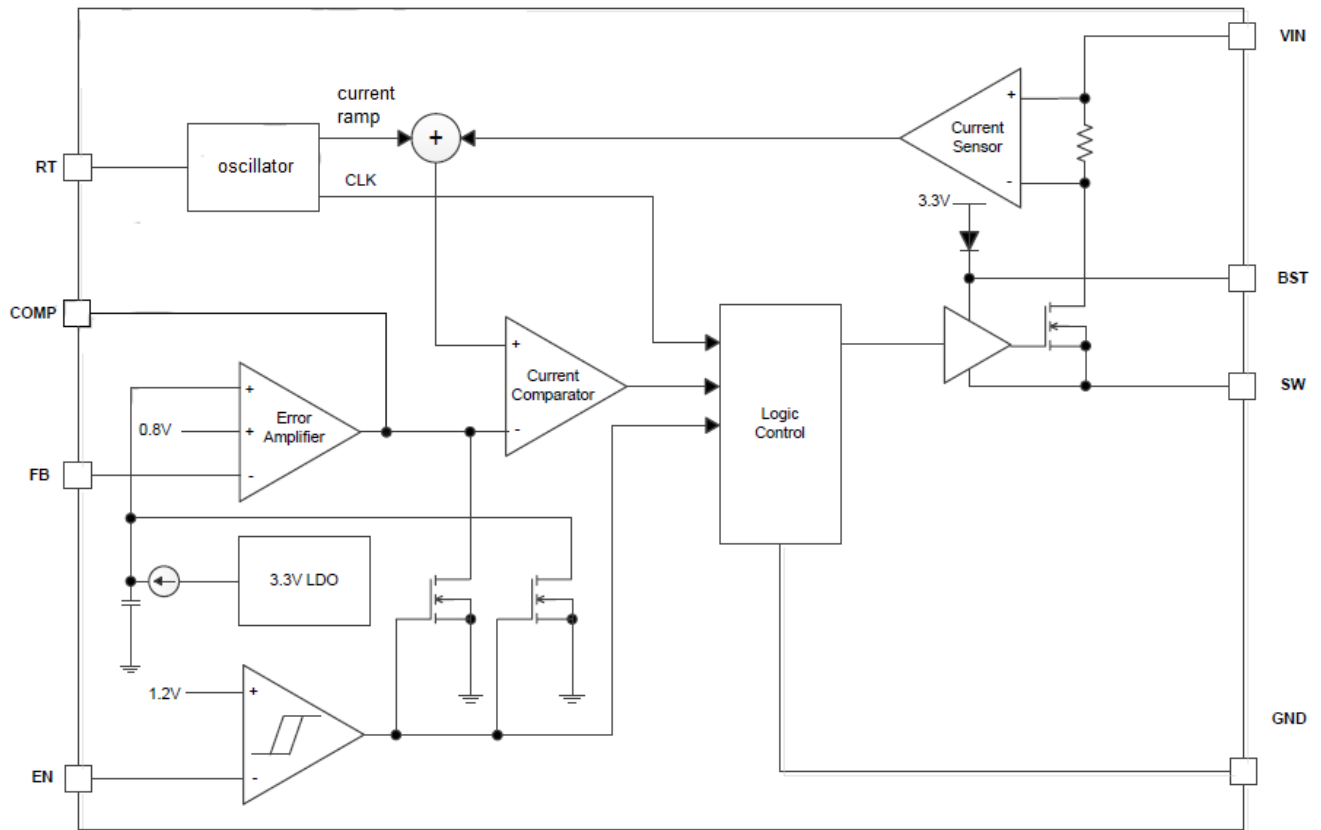 VIN
current
ramp
+
+
Current
Sensor
-
oscillator
RT
CLK
3.3V
BST
COMP
+
Current
Comparator
-
SW
+
Error
Amplifier
0.8V
+
-
FB
Logic
Control
3.3V LDO
1.2V
+
-
GND
EN